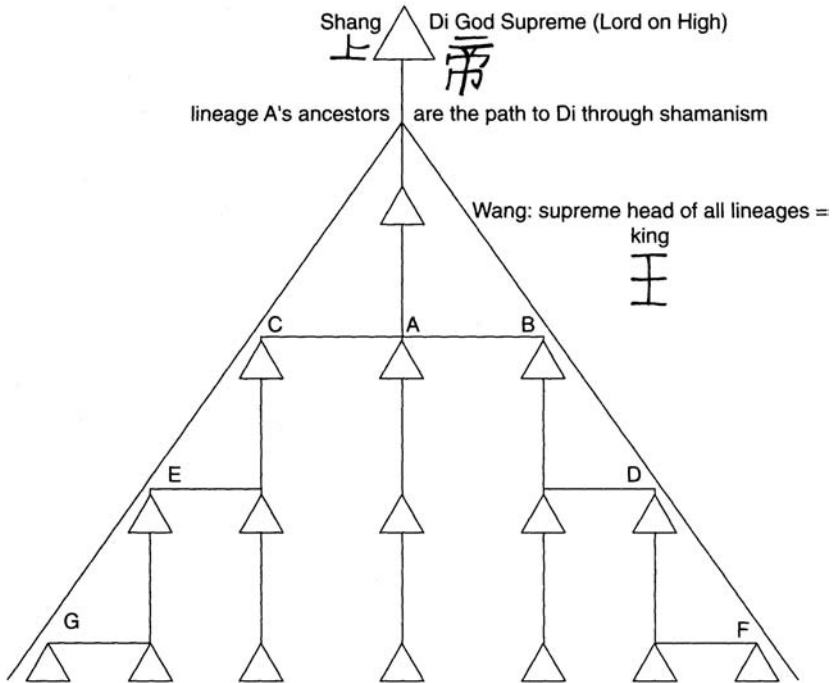 Shang Di God Supreme (Lord on High)
上 帝
lineage A's ancestors are the path to Di through shamanism
Wang: supreme head of all lineages =
king
王
C A B
E D
G F